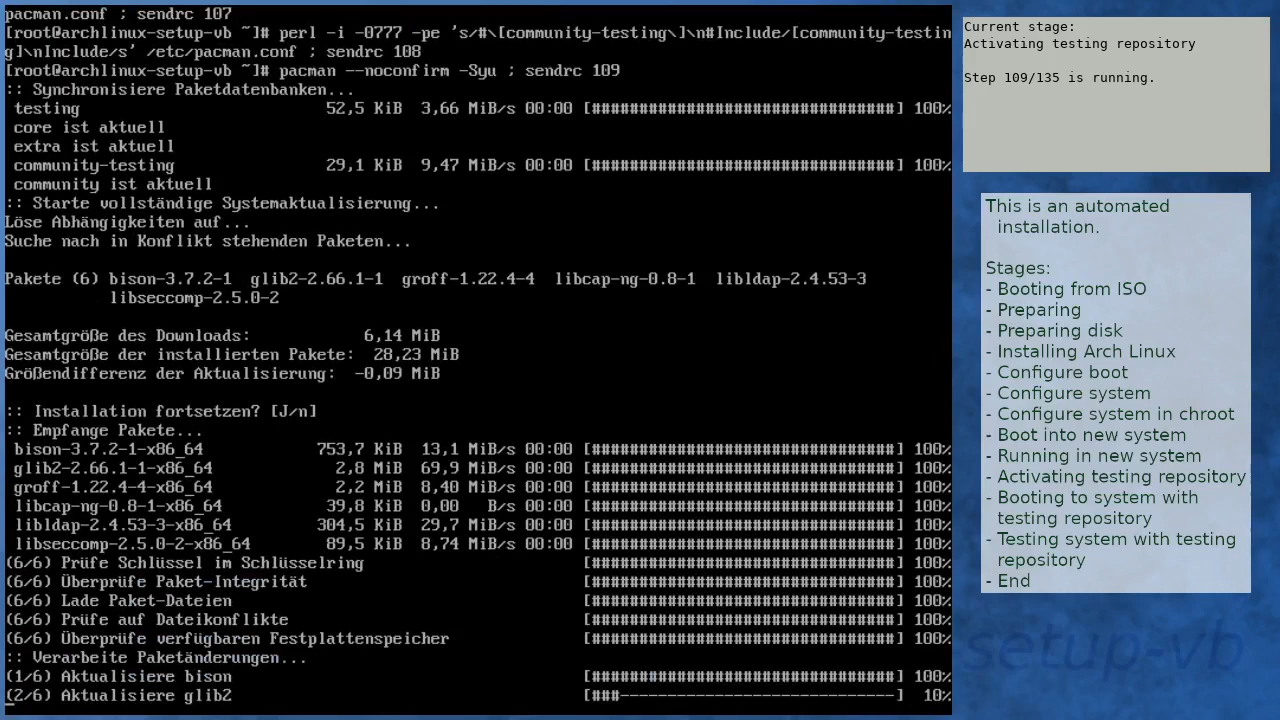 pacman.conf ; sendrc 107
[root@archlinux-setup-vb ~]# perl -i -0777 -pe 's/#\[community-testing\]\n#Include/[community-testin
g]\nInclude/s' /etc/pacman.conf ; sendrc 108
[root@archlinux-setup-vb ~]# pacman --noconfirm -Syu ; sendrc 109
:: Synchronisiere Paketdatenbanken...
 testing 52,5 KiB 3,66 MiB/s 00:00 [################################] 100%
 core ist aktuell
 extra ist aktuell
 community-testing 29,1 KiB 9,47 MiB/s 00:00 [################################] 100%
 community ist aktuell
:: Starte vollständige Systemaktualisierung...
Löse Abhängigkeiten auf...
Suche nach in Konflikt stehenden Paketen...
Pakete (6) bison-3.7.2-1 glib2-2.66.1-1 groff-1.22.4-4 libcap-ng-0.8-1 libldap-2.4.53-3
libseccomp-2.5.0-2
Gesamtgröße des Downloads: 6,14 MiB
Gesamtgröße der installierten Pakete: 28,23 MiB
Größendifferenz der Aktualisierung: -0,09 MiB
:: Installation fortsetzen? [J/n]
:: Empfange Pakete...
 bison-3.7.2-1-x86_64 753,7 KiB 13,1 MiB/s 00:00 [################################] 100%
 glib2-2.66.1-1-x86_64 2,8 MiB 69,9 MiB/s 00:00 [################################] 100%
 groff-1.22.4-4-x86_64 2,2 MiB 8,40 MiB/s 00:00 [################################] 100%
 libcap-ng-0.8-1-x86_64 39,8 KiB 0,00 B/s 00:00 [################################] 100%
 libldap-2.4.53-3-x86_64 304,5 KiB 29,7 MiB/s 00:00 [################################] 100%
 libseccomp-2.5.0-2-x86_64 89,5 KiB 8,74 MiB/s 00:00 [################################] 100%
(6/6) Prüfe Schlüssel im Schlüsselring [################################] 100%
(6/6) Überprüfe Paket-Integrität [################################] 100%
(6/6) Lade Paket-Dateien [################################] 100%
(6/6) Prüfe auf Dateikonflikte [################################] 100%
(6/6) Überprüfe verfügbaren Festplattenspeicher [################################] 100%
:: Verarbeite Paketänderungen...
(1/6) Aktualisiere bison [################################] 100%
(2/6) Aktualisiere glib2 [###-----------------------------] 10%
Current stage:
Activating testing repository
Step 109/135 is running.
This is an automated
installation.
Stages:
- Booting from ISO
- Preparing
- Preparing disk
- Installing Arch Linux
- Configure boot
- Configure system
- Configure system in chroot
- Boot into new system
- Running in new system
- Activating testing repository
- Booting to system with
testing repository
- Testing system with testing
repository
- End
setup-vb